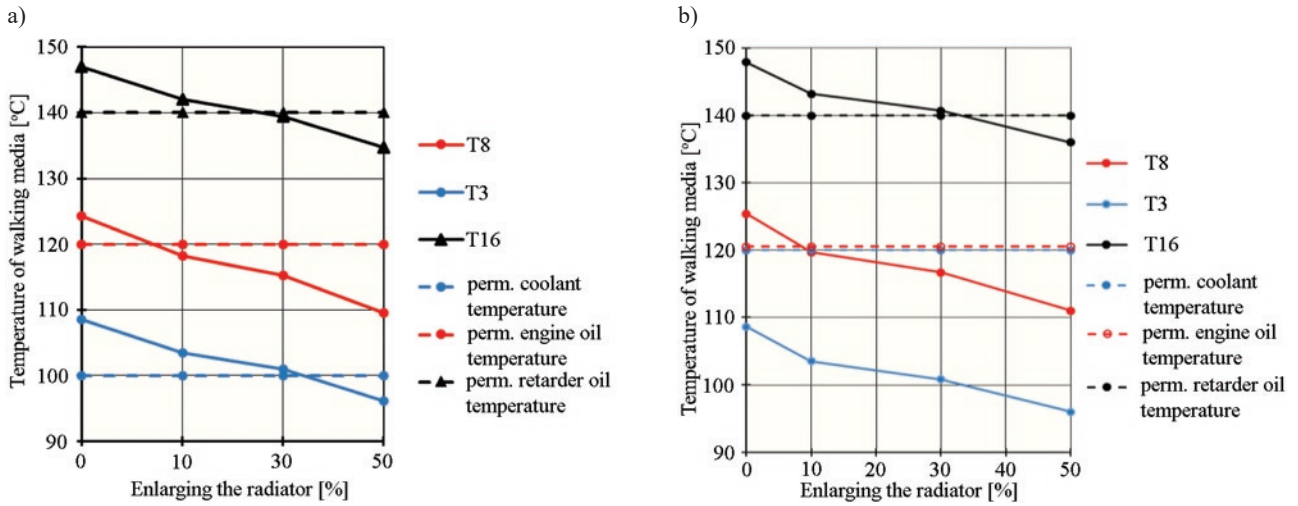 a)
150
140
130
120
110
100
90
0 10 30 50
Temperature of walking media [°C]
Enlarging the radiator [%]
T8
T3
T16
perm. coolant
temperature
perm. engine oil
temperature
perm. retarder oil
temperature
b)
150
140
130
120
110
100
90
0 10 20 30 40 50
Temperature of walking media [°C]
Enlarging the radiator [%]
T8
T3
T16
perm. coolant
temperature
perm. engine oil
temperature
perm. retarder oil
temperature